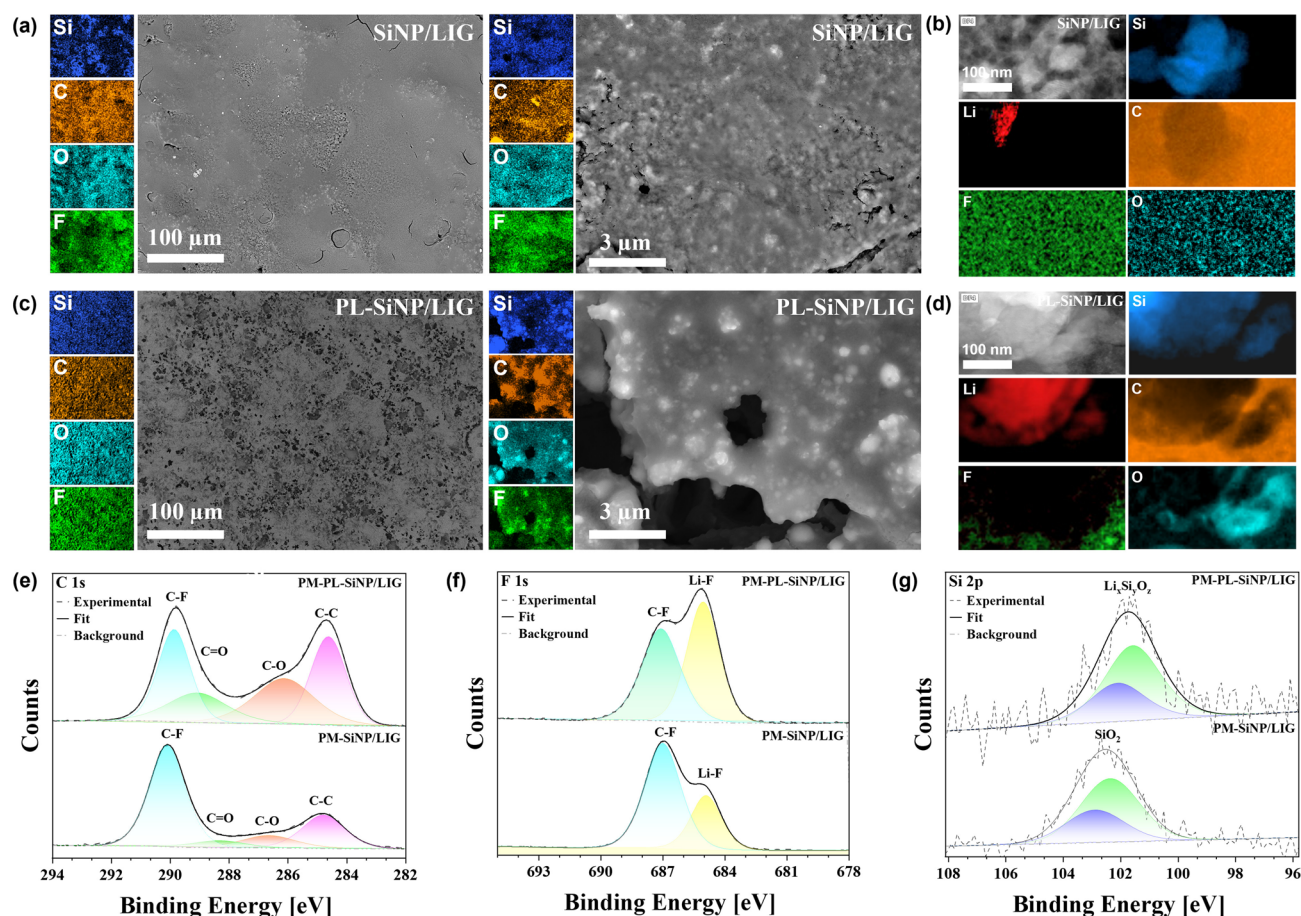 (a)
Si
SiNP/LIG
C
O
F
100 µm
Si
SiNP/LIG
C
O
F
3 µm
(b)
SiNP/LIG
Si
100 nm
Li
C
F
O
(c)
Si
PL-SiNP/LIG
C
O
F
100 µm
Si
PL-SiNP/LIG
C
O
F
3 µm
(d)
PL-SiNP/LIG
Si
100 nm
Li
C
F
O
(e)
C 1s
PM-PL-SiNP/LIG
Experimental
Fit
Background
C-F
C=O
C-O
C-C
PM-SiNP/LIG
C-F
C=O
C-O
C-C
Counts
294 292 290 288 286 284 282
Binding Energy [eV]
(f)
F 1s
PM-PL-SiNP/LIG
Experimental
Fit
Background
C-F
Li-F
PM-SiNP/LIG
C-F
Li-F
Counts
693 690 687 684 681 678
Binding Energy [eV]
(g)
Si 2p
PM-PL-SiNP/LIG
Experimental
Fit
Background
LixSiyOz
PM-SiNP/LIG
SiO2
Counts
108 106 104 102 100 98 96
Binding Energy [eV]